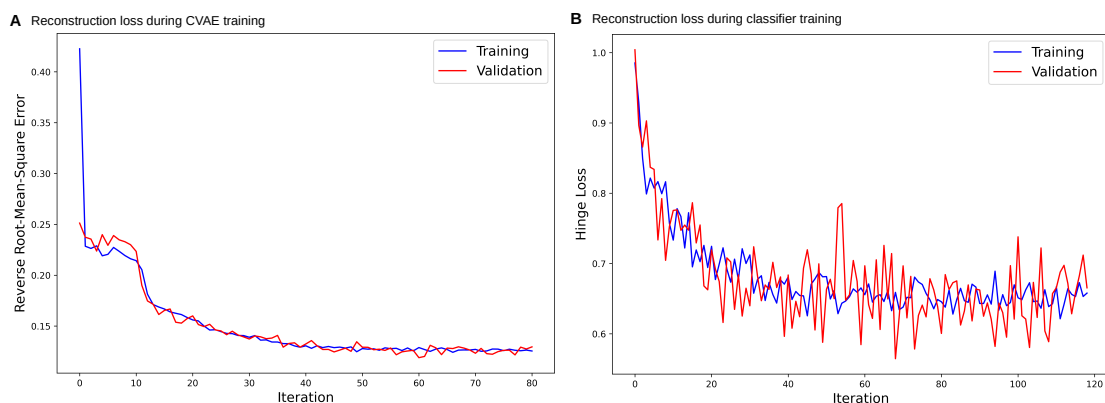 A Reconstruction loss during CVAE training
Reverse Root-Mean-Square Error
0.40
0.35
0.30
0.25
0.20
0.15
0 10 20 30 40 50 60 70 80
Iteration
Training
Validation
B Reconstruction loss during classifier training
Hinge Loss
1.0
0.9
0.8
0.7
0.6
0 20 40 60 80 100 120
Iteration
Training
Validation